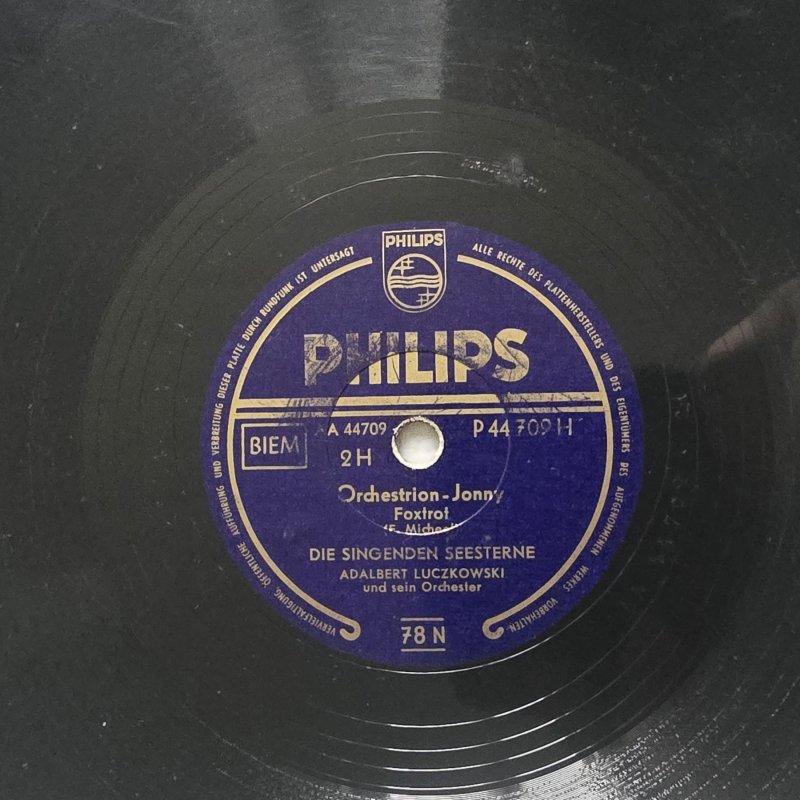 PHILIPS
VERVIELFÄLTIGUNG, ÖFFENTLICHE AUFFÜHRUNG UND VERBREITUNG DIESER PLATTE DURCH RUNDFUNK IST UNTERSAGT
ALLE RECHTE DES PLATTENHERSTELLERS UND DES EIGENTÜMERS DES AUFGENOMMENEN WERKES VORBEHALTEN
PHILIPS
BIEM
A 44709
2H
P 44 709 H
Orchestrion-Jonny
Foxtrot
DIE SINGENDEN SEESTERNE
ADALBERT LUCZKOWSKI
und sein Orchester
78 N